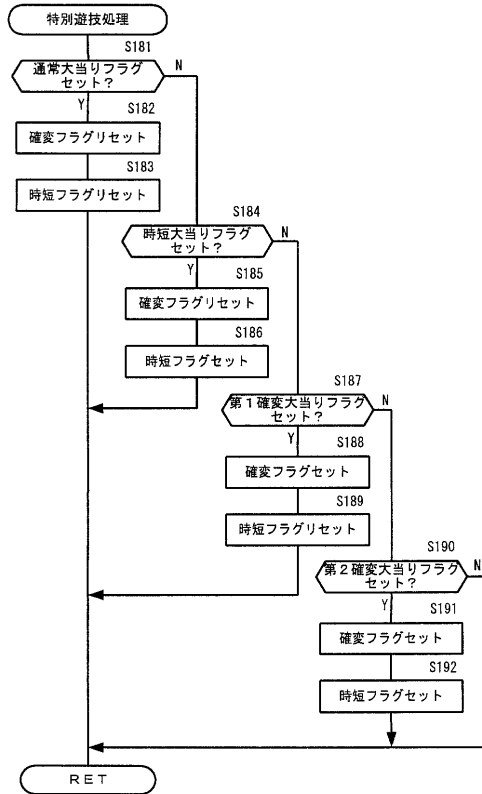 特別遊技処理
S181
通常大当りフラグ
セット?
N
Y
S182
確変フラグリセット
S183
時短フラグリセット
S184
時短大当りフラグ
セット?
N
Y
S185
確変フラグリセット
S186
時短フラグセット
S187
第1確変大当りフラグ
セット?
N
Y
S188
確変フラグセット
S189
時短フラグリセット
S190
第2確変大当りフラグ
セット?
N
Y
S191
確変フラグセット
S192
時短フラグセット
RET